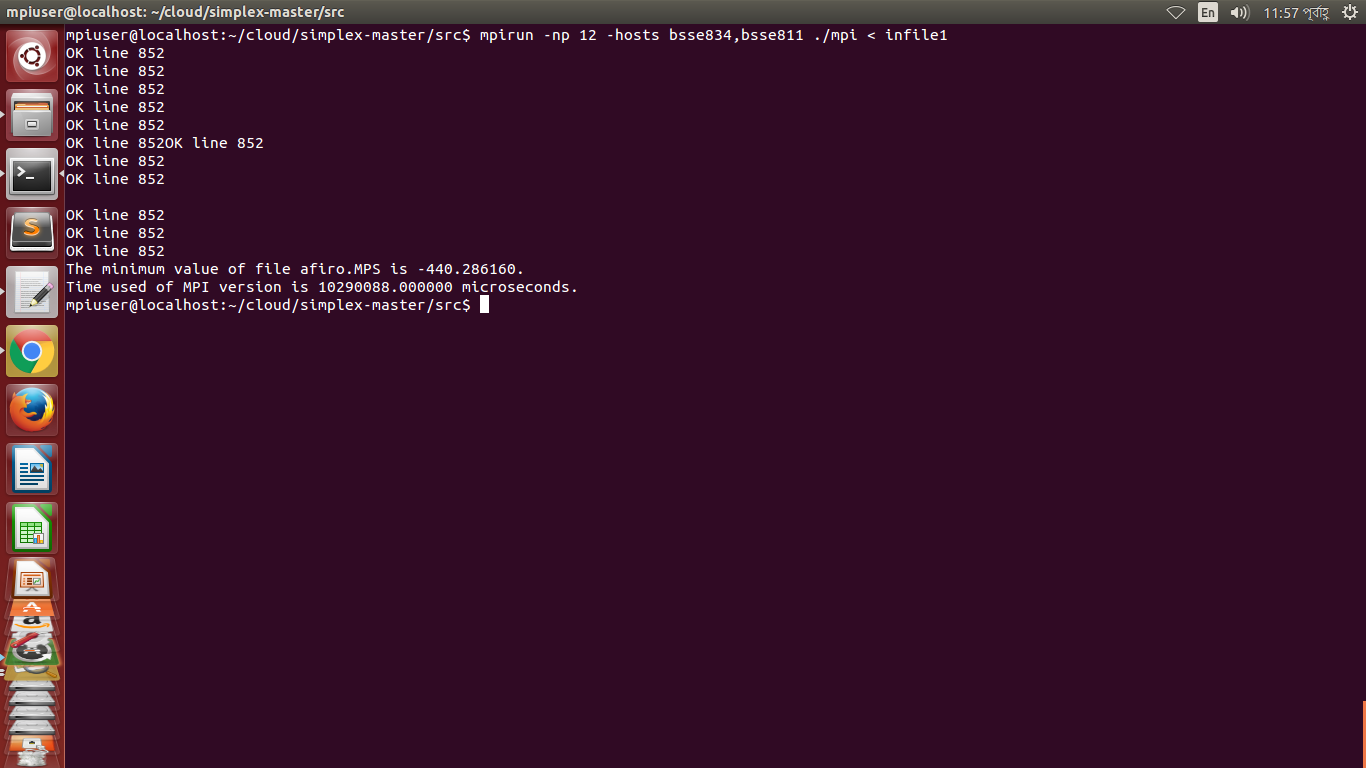 mpiuser@localhost: ~/cloud/simplex-master/src
En
11:57 পূর্বাহ্ণ
mpiuser@localhost:~/cloud/simplex-master/src$ mpirun -np 12 -hosts bsse834,bsse811 ./mpi < infile1
OK line 852
OK line 852
OK line 852
OK line 852
OK line 852
OK line 852OK line 852
OK line 852
OK line 852

OK line 852
OK line 852
OK line 852
The minimum value of file afiro.MPS is -440.286160.
Time used of MPI version is 10290088.000000 microseconds.
mpiuser@localhost:~/cloud/simplex-master/src$